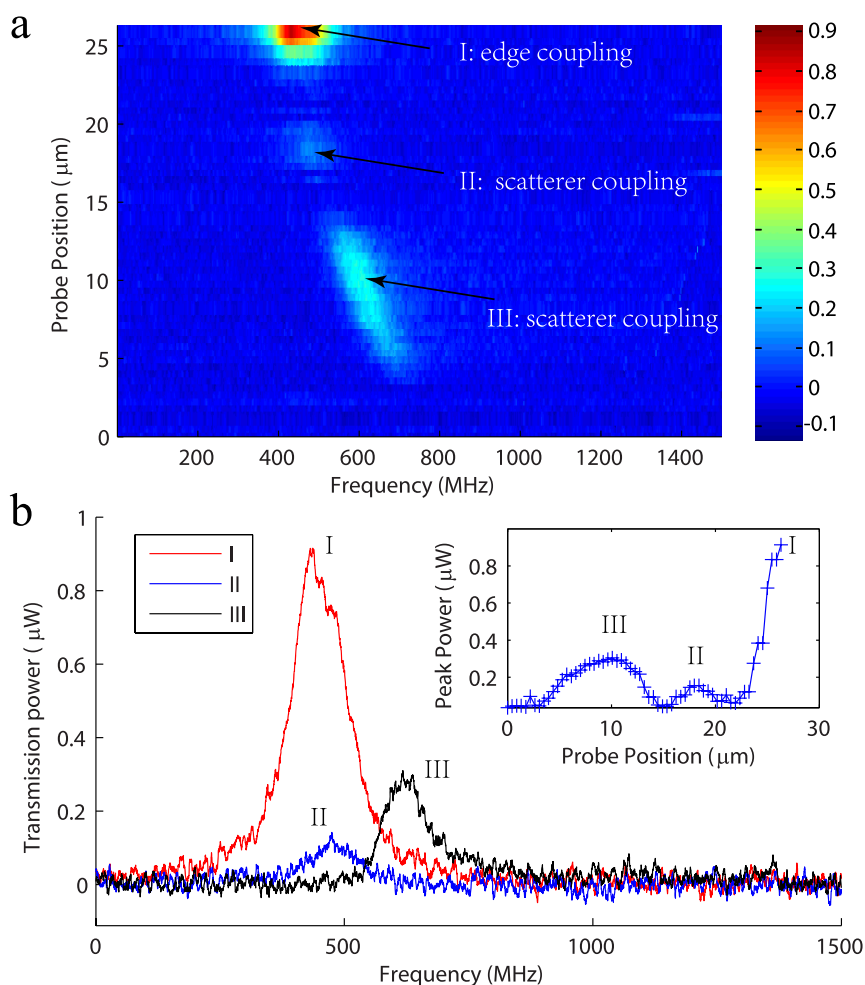 a
25
20
15
10
5
0
Probe Position ( μm)
I: edge coupling
II: scatterer coupling
III: scatterer coupling
200 400 600 800 1000 1200 1400
Frequency (MHz)
0.9
0.8
0.7
0.6
0.5
0.4
0.3
0.2
0.1
0
-0.1
b
1
0.8
0.6
0.4
0.2
0
Transmission power ( μW)
I
II
III
I
II
III
0 500 1000 1500
Frequency (MHz)
0.8
0.6
0.4
0.2
Peak Power ( μW)
III
II
I
0 10 20 30
Probe Position ( μm)